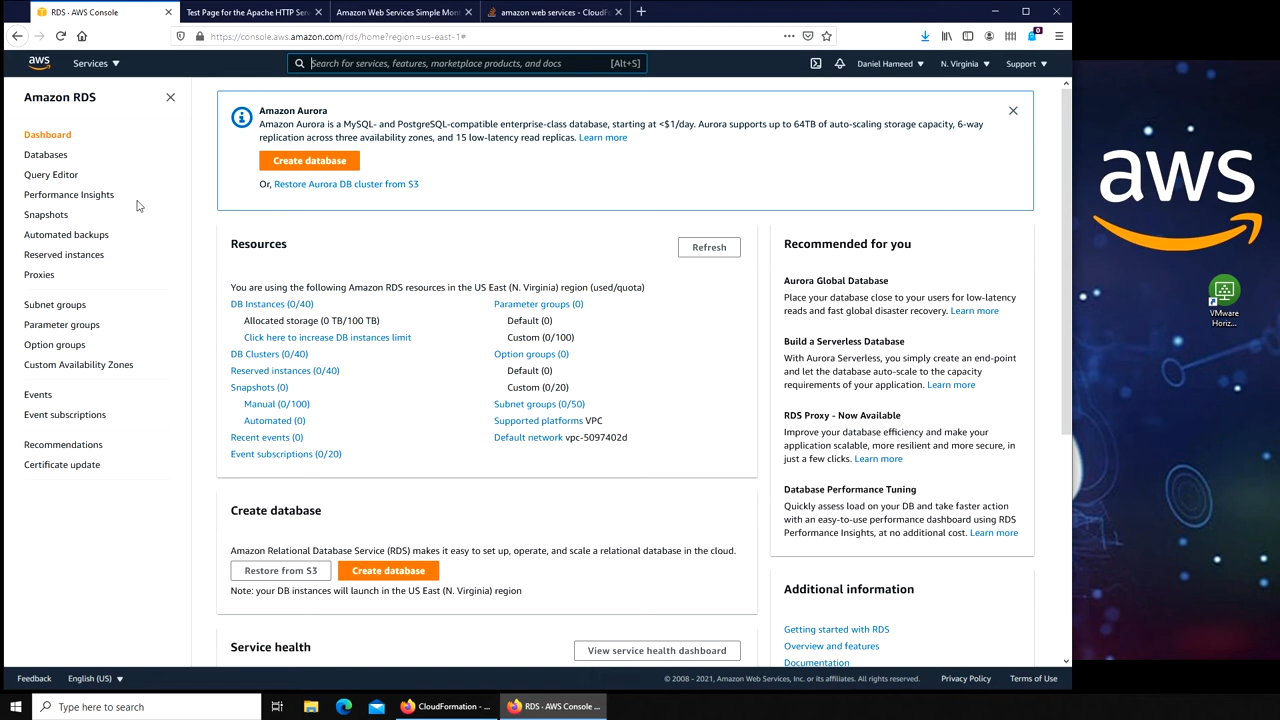 RDS - AWS Console
Test Page for the Apache HTTP Serv
Amazon Web Services Simple Mont
amazon web services - CloudF
https://console.aws.amazon.com/rds/home?region=us-east-1#
0
aws
Services
Search for services, features, marketplace products, and docs
[Alt+S]
Daniel Hameed
N. Virginia
Support
Amazon RDS
Dashboard
Databases
Query Editor
Performance Insights
Snapshots
Automated backups
Reserved instances
Proxies
Subnet groups
Parameter groups
Option groups
Custom Availability Zones
Events
Event subscriptions
Recommendations
Certificate update
Amazon Aurora
Amazon Aurora is a MySQL- and PostgreSQL-compatible enterprise-class database, starting at <$1/day. Aurora supports up to 64TB of auto-scaling storage capacity, 6-way
replication across three availability zones, and 15 low-latency read replicas. Learn more
Create database
Or, Restore Aurora DB cluster from S3
Resources
Refresh
You are using the following Amazon RDS resources in the US East (N. Virginia) region (used/quota)
DB Instances (0/40)
Allocated storage (0 TB/100 TB)
Click here to increase DB instances limit
DB Clusters (0/40)
Reserved instances (0/40)
Snapshots (0)
Manual (0/100)
Automated (0)
Recent events (0)
Event subscriptions (0/20)
Parameter groups (0)
Default (0)
Custom (0/100)
Option groups (0)
Default (0)
Custom (0/20)
Subnet groups (0/50)
Supported platforms VPC
Default network vpc-5097402d
Create database
Amazon Relational Database Service (RDS) makes it easy to set up, operate, and scale a relational database in the cloud.
Restore from S3
Create database
Note: your DB instances will launch in the US East (N. Virginia) region
Service health
View service health dashboard
Recommended for you
Aurora Global Database
Place your database close to your users for low-latency
reads and fast global disaster recovery. Learn more
Build a Serverless Database
With Aurora Serverless, you simply create an end-point
and let the database auto-scale to the capacity
requirements of your application. Learn more
RDS Proxy - Now Available
Improve your database efficiency and make your
application scalable, more resilient and more secure, in
just a few clicks. Learn more
Database Performance Tuning
Quickly assess load on your DB and take faster action
with an easy-to-use performance dashboard using RDS
Performance Insights, at no additional cost. Learn more
Additional information
Getting started with RDS
Overview and features
Documentation
Feedback
English (US)
© 2008 - 2021, Amazon Web Services, Inc. or its affiliates. All rights reserved.
Privacy Policy
Terms of Use
aws
VMware
Horiz...
Type here to search
CloudFormation - ...
RDS - AWS Console ...